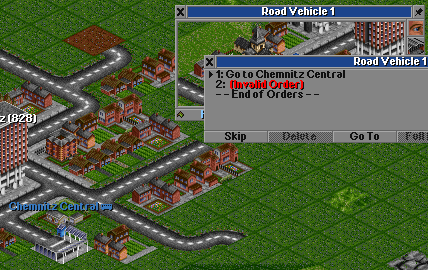 Road Vehicle 1
Road Vehicle 1
1: Go to Chemnitz Central
2: (Invalid Order)
- - End of Orders - -
Skip Delete Go To
z (828)
Chemnitz Central